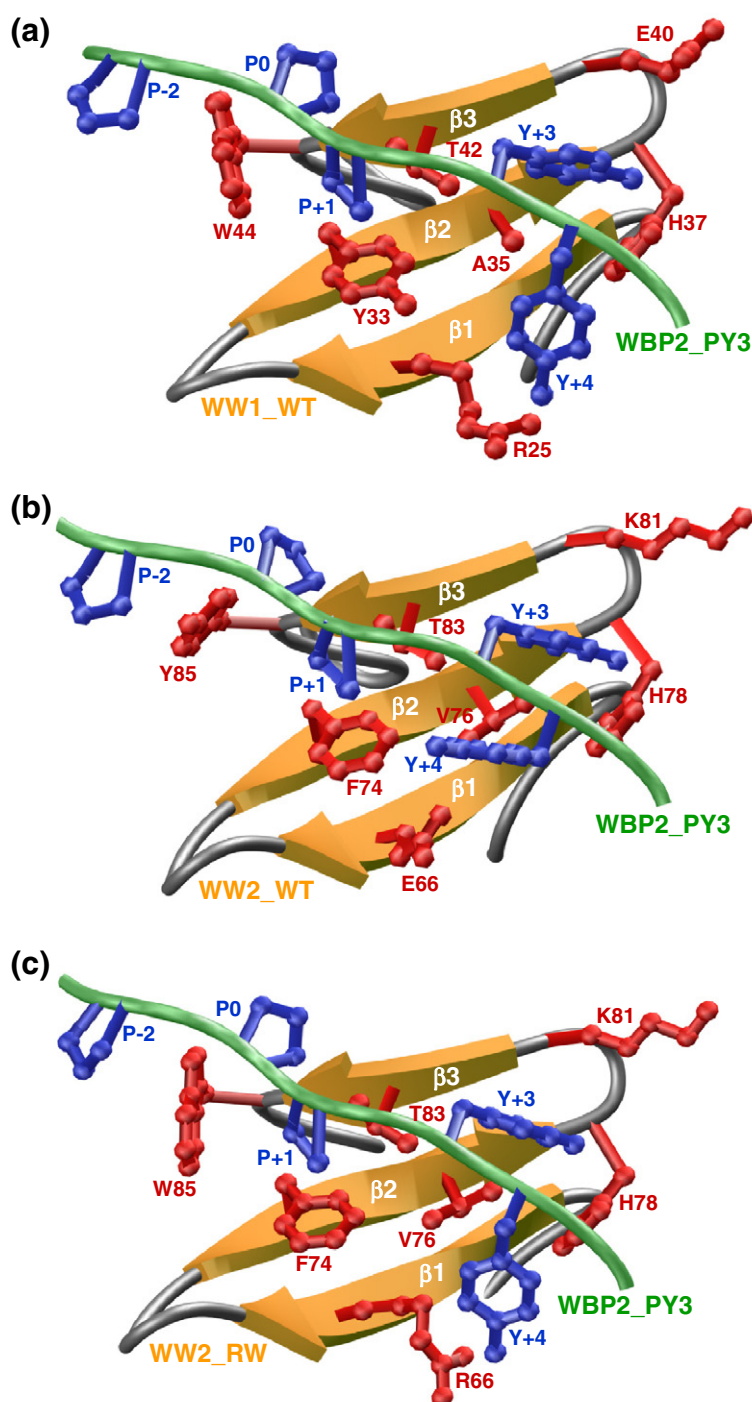 (a)
E40
P0
P-2
β3
Y+3
T42
P+1
W44
H37
β2
A35
Y33
β1
WBP2_PY3
Y+4
WW1_WT
R25
(b)
K81
P0
P-2
β3
Y+3
T83
Y85
P+1
H78
β2
V76
Y+4
F74
β1
WBP2_PY3
E66
WW2_WT
(c)
K81
P0
P-2
β3
Y+3
T83
P+1
W85
β2
H78
V76
F74
β1
WBP2_PY3
Y+4
WW2_RW
R66